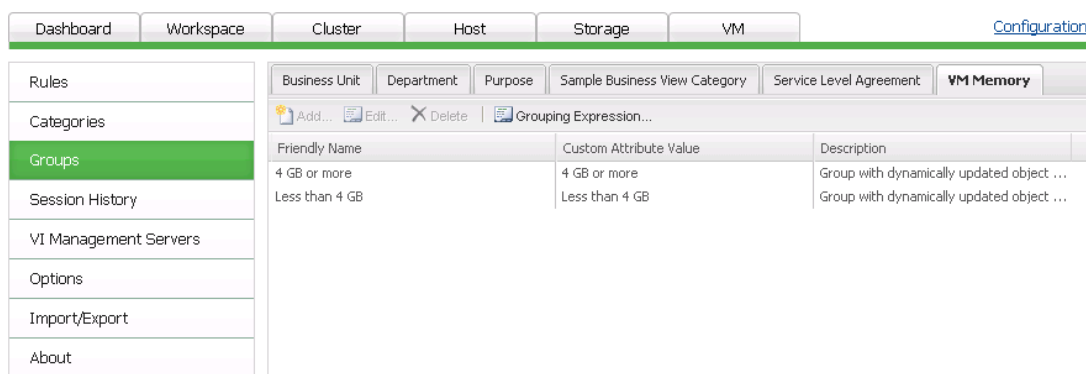 Dashboard Workspace Cluster Host Storage VM Configuration
Business Unit Department Purpose Sample Business View Category Service Level Agreement VM Memory
Add... Edit... Delete Grouping Expression...
Friendly Name Custom Attribute Value Description
4 GB or more 4 GB or more Group with dynamically updated object ...
Less than 4 GB Less than 4 GB Group with dynamically updated object ...
Rules
Categories
Groups
Session History
VI Management Servers
Options
Import/Export
About